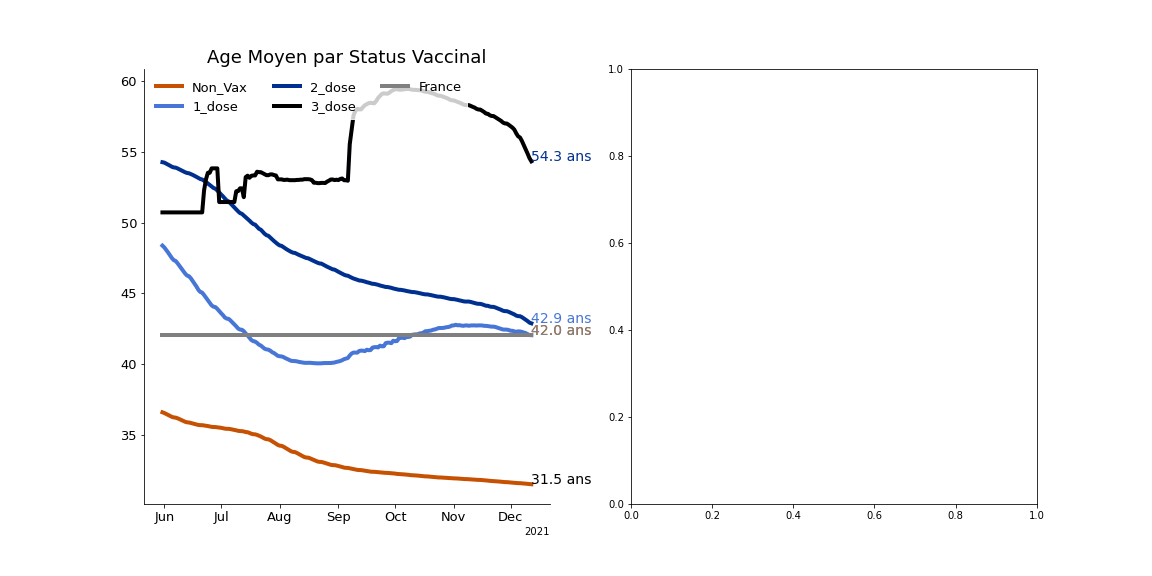 Age Moyen par Status Vaccinal
Non_Vax 2_dose France
1_dose 3_dose
60
55
50
45
40
35
54.3 ans
42.9 ans
42.0 ans
31.5 ans
Jun Jul Aug Sep Oct Nov Dec
2021
1.0
0.8
0.6
0.4
0.2
0.0
0.0 0.2 0.4 0.6 0.8 1.0